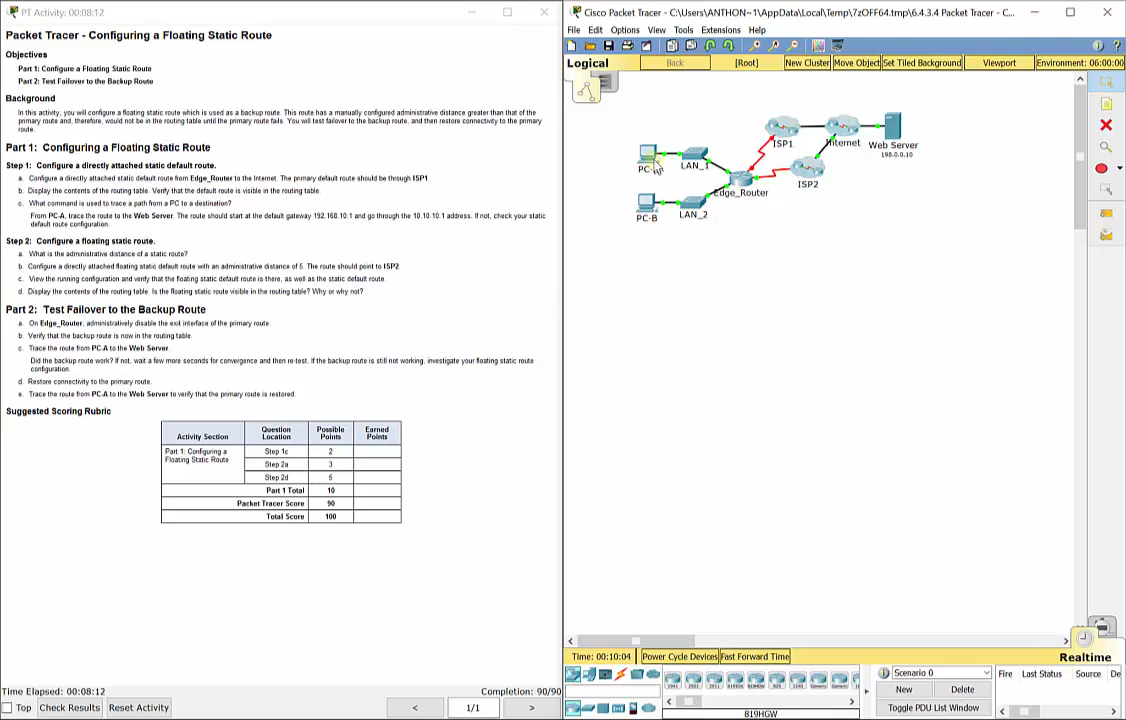 PT Activity: 00:08:12
Packet Tracer - Configuring a Floating Static Route
Objectives
Part 1: Configure a Floating Static Route
Part 2: Test Failover to the Backup Route
Background
In this activity, you will configure a floating static route which is used as a backup route. This route has a manually configured administrative distance greater than that of the
primary route and, therefore, would not be in the routing table until the primary route fails. You will test failover to the backup route, and then restore connectivity to the primary
route.
Part 1: Configuring a Floating Static Route
Step 1: Configure a directly attached static default route.
a. Configure a directly attached static default route from Edge_Router to the Internet. The primary default route should be through ISP1.
b. Display the contents of the routing table. Verify that the default route is visible in the routing table.
c. What command is used to trace a path from a PC to a destination?
From PC-A, trace the route to the Web Server. The route should start at the default gateway 192.168.10.1 and go through the 10.10.10.1 address. If not, check your static
default route configuration.
Step 2: Configure a floating static route.
a. What is the administrative distance of a static route?
b. Configure a directly attached floating static default route with an administrative distance of 5. The route should point to ISP2.
c. View the running configuration and verify that the floating static default route is there, as well as the static default route.
d. Display the contents of the routing table. Is the floating static route visible in the routing table? Why or why not?
Part 2: Test Failover to the Backup Route
a. On Edge_Router, administratively disable the exit interface of the primary route.
b. Verify that the backup route is now in the routing table.
c. Trace the route from PC-A to the Web Server.
Did the backup route work? If not, wait a few more seconds for convergence and then re-test. If the backup route is still not working, investigate your floating static route
configuration.
d. Restore connectivity to the primary route.
e. Trace the route from PC-A to the Web Server to verify that the primary route is restored.
Suggested Scoring Rubric
Activity Section Question Location Possible Points Earned Points
Part 1: Configuring a Floating Static Route Step 1c 2
Step 2a 3
Step 2d 5
Part 1 Total 10
Packet Tracer Score 90
Total Score 100
Time Elapsed: 00:08:12 Completion: 90/90
Top Check Results Reset Activity < 1/1 >
Cisco Packet Tracer - C:\Users\ANTHON~1\AppData\Local\Temp\7zOFF64.tmp\6.4.3.4 Packet Tracer - C...
File Edit Options View Tools Extensions Help
Logical Back [Root] New Cluster Move Object Set Tiled Background Viewport Environment: 06:00:00
ISP1
Internet
Web Server
198.0.0.10
LAN_1
ISP2
Edge_Router
PC-B
LAN_2
Time: 00:10:04 Power Cycle Devices Fast Forward Time Realtime
Scenario 0
New Delete
Toggle PDU List Window
Fire Last Status Source De
1941 2901 2911 819IOX 819HGW 829 1240 Generic Generic
819HGW